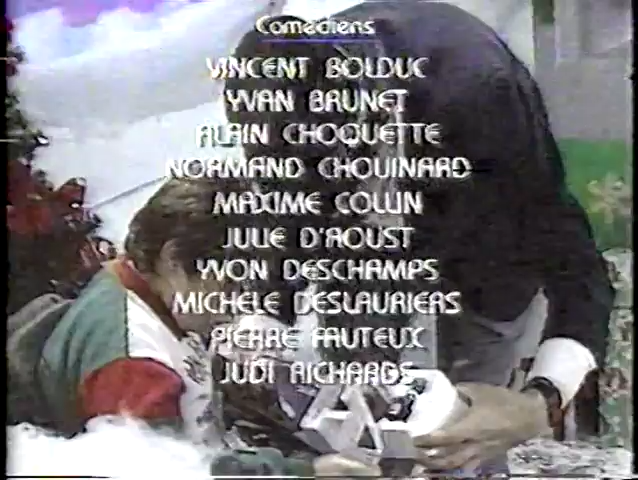 Comédiens
VINCENT BOLDUC
YVAN BRUNET
ALAIN CHOQUETTE
NORMAND CHOUINARD
MAXIME COLLIN
JULIE D'AOUST
YVON DESCHAMPS
MICHELE DESLAURIERS
PIERRE FAUTEUX
JUDI RICHARDS